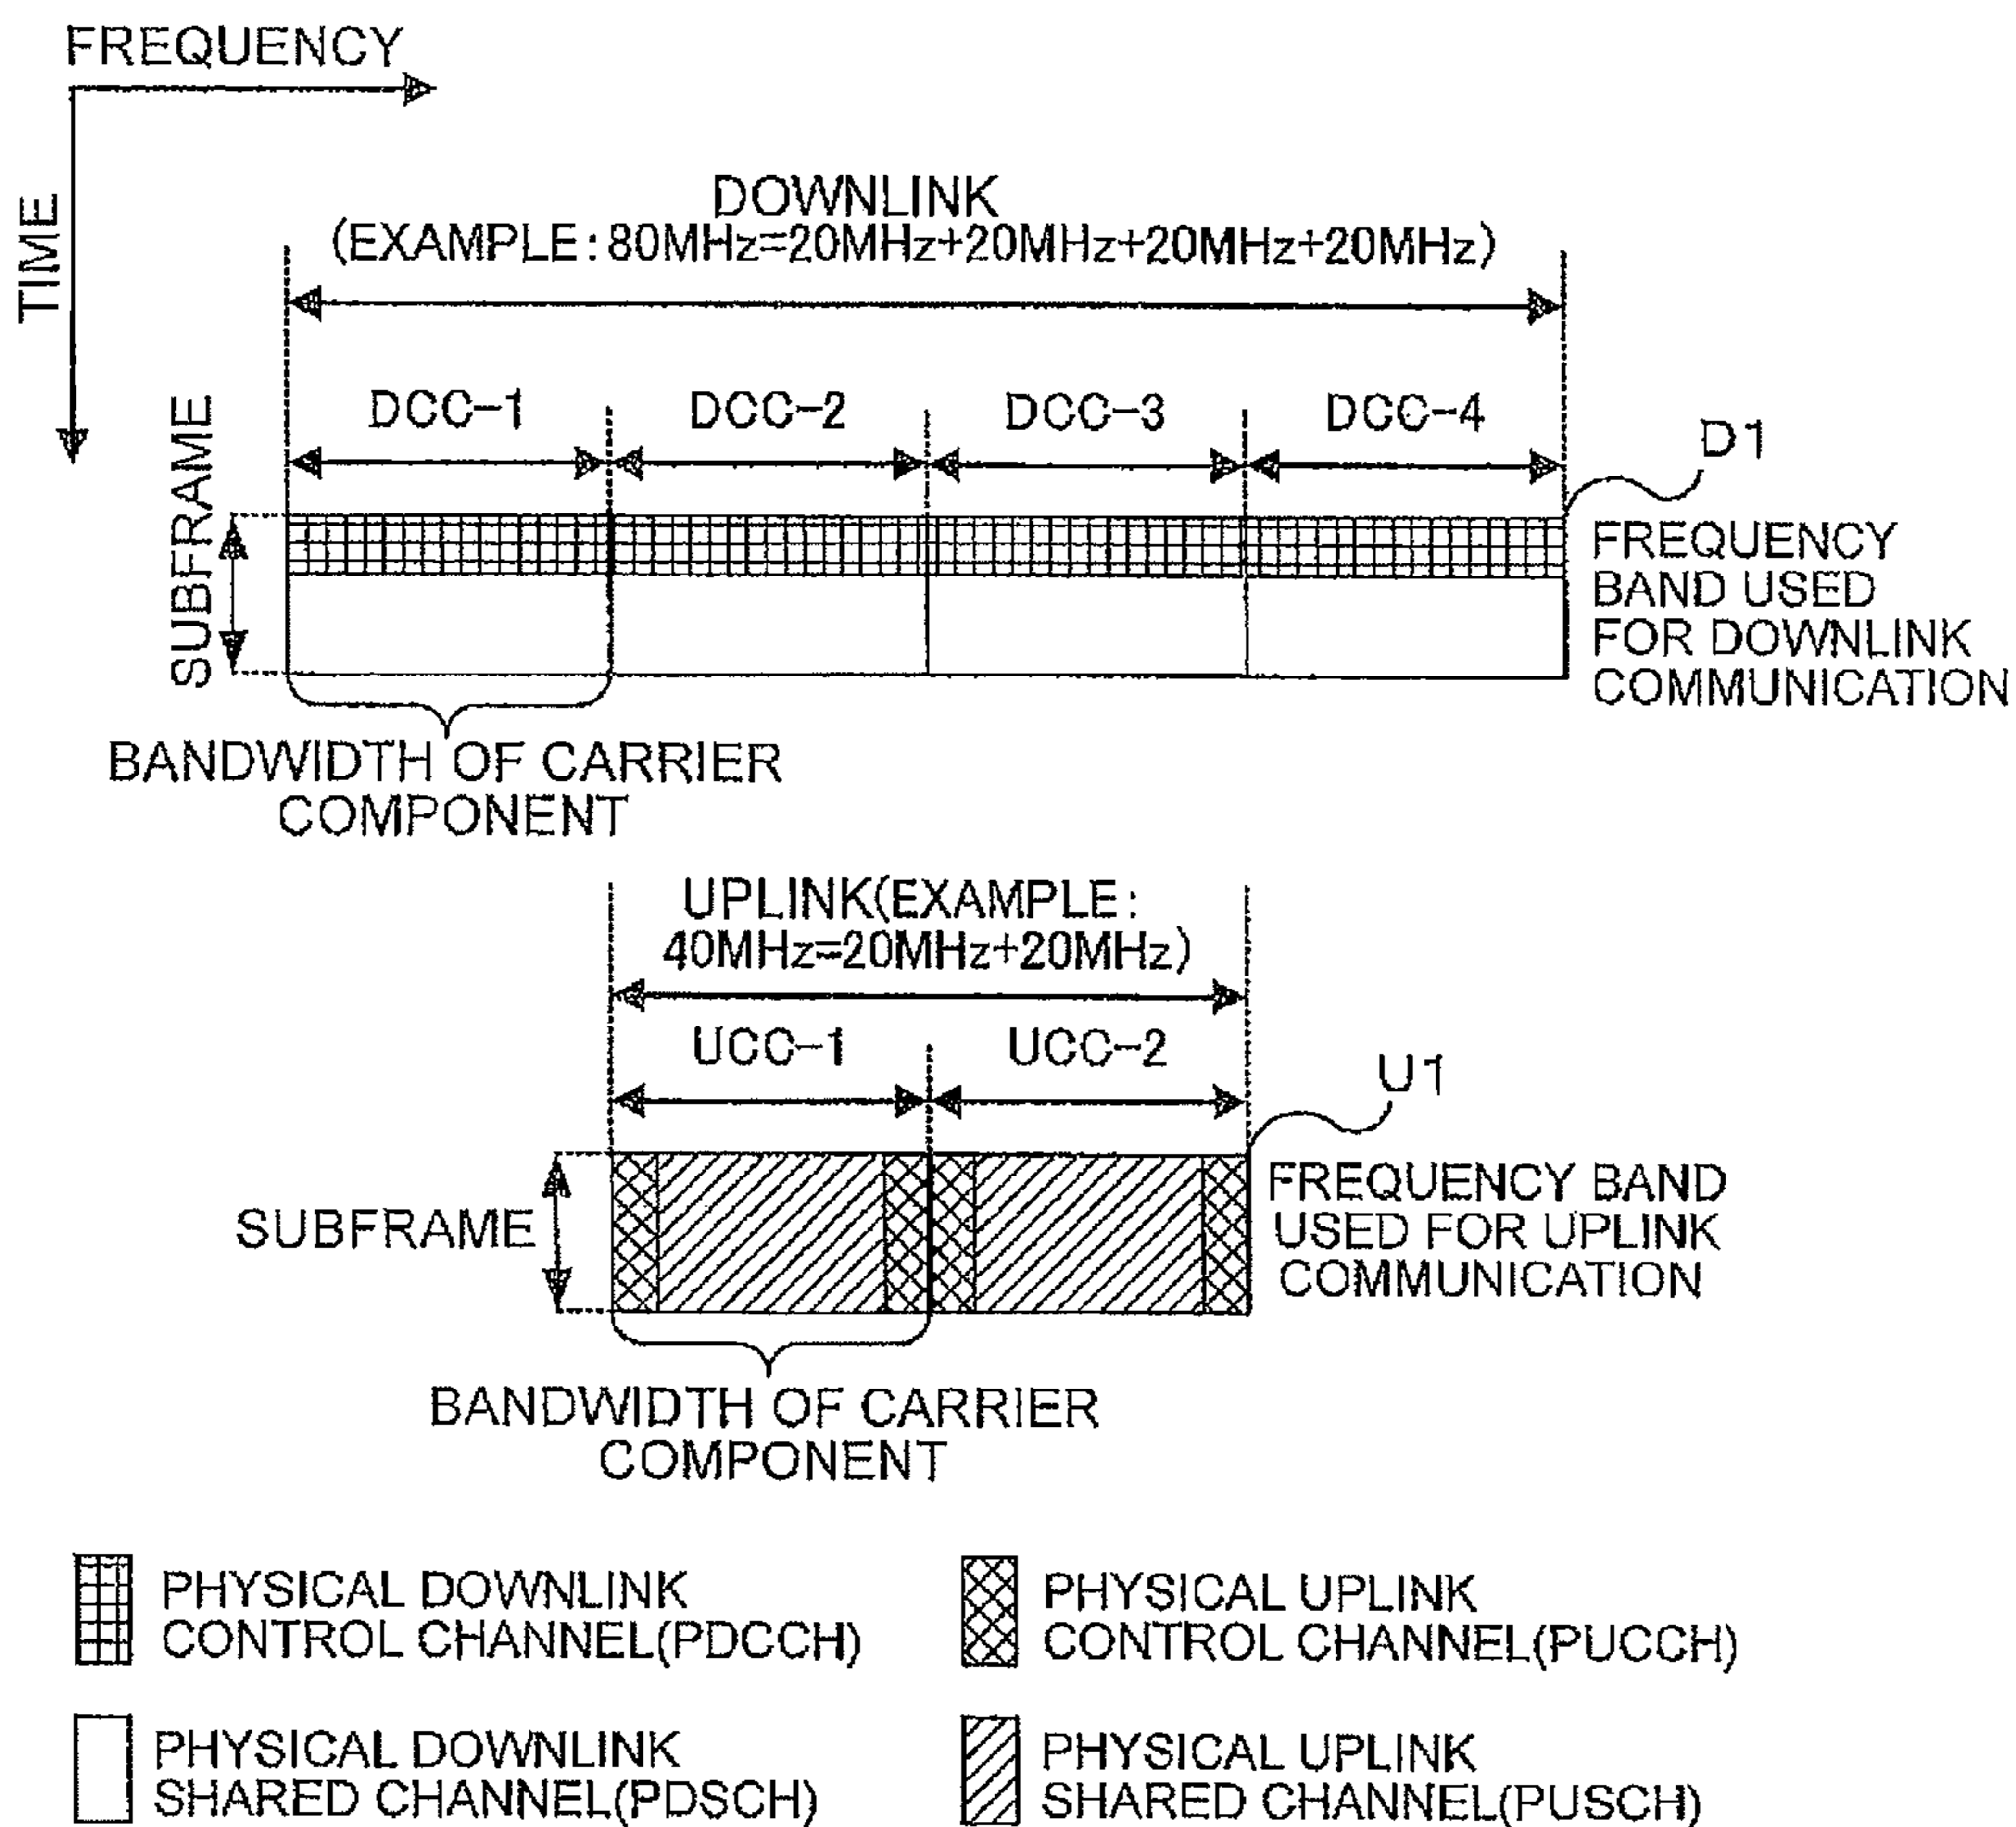 FREQUENCY
TIME
DOWNLINK
(EXAMPLE:80MHz=20MHz+20MHz+20MHz+20MHz)
DCC-1
DCC-2
DCC-3
DCC-4
D1
SUBFRAME
FREQUENCY
BAND USED
FOR DOWNLINK
COMMUNICATION
BANDWIDTH OF CARRIER
COMPONENT
UPLINK(EXAMPLE:
40MHz=20MHz+20MHz)
UCC-1
UCC-2
U1
SUBFRAME
FREQUENCY BAND
USED FOR UPLINK
COMMUNICATION
BANDWIDTH OF CARRIER
COMPONENT
PHYSICAL DOWNLINK
CONTROL CHANNEL(PDCCH)
PHYSICAL UPLINK
CONTROL CHANNEL(PUCCH)
PHYSICAL DOWNLINK
SHARED CHANNEL(PDSCH)
PHYSICAL UPLINK
SHARED CHANNEL(PUSCH)